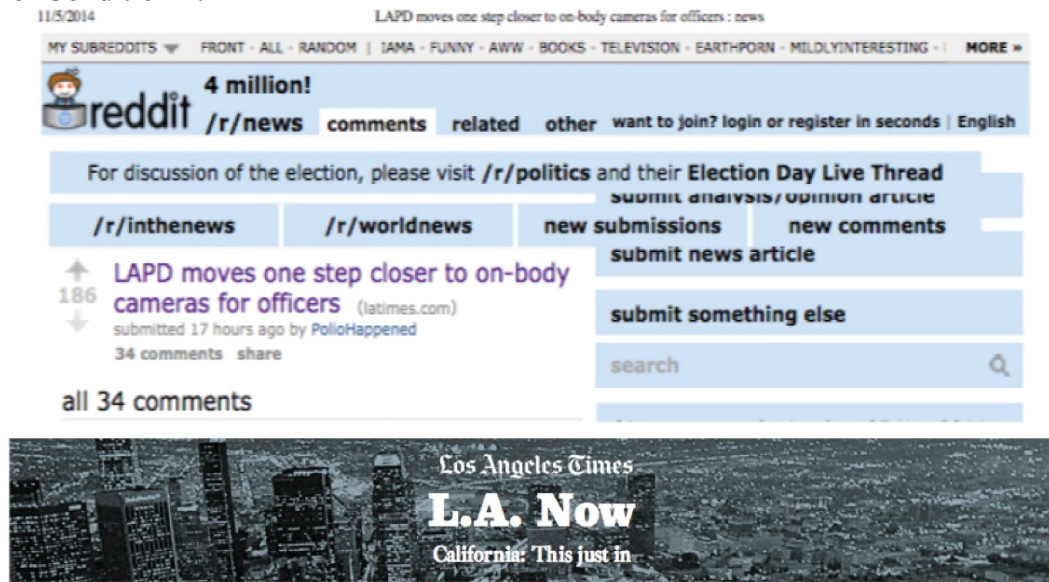 11/5/2014 LAPD moves one step closer to on-body cameras for officers : news
MY SUBREDDITS FRONT - ALL - RANDOM | IAMA - FUNNY - AWW - BOOKS - TELEVISION - EARTHPORN - MILDLYINTERESTING - MORE »
reddit
4 million!
/r/news comments related other want to join? login or register in seconds | English
For discussion of the election, please visit /r/politics and their Election Day Live Thread
submit analysis/opinion article
/r/inthenews /r/worldnews new submissions new comments
submit news article
LAPD moves one step closer to on-body
cameras for officers (latimes.com)
186
submitted 17 hours ago by PolioHappened
34 comments share
submit something else
search
all 34 comments
Los Angeles Times
L.A. Now
California: This just in